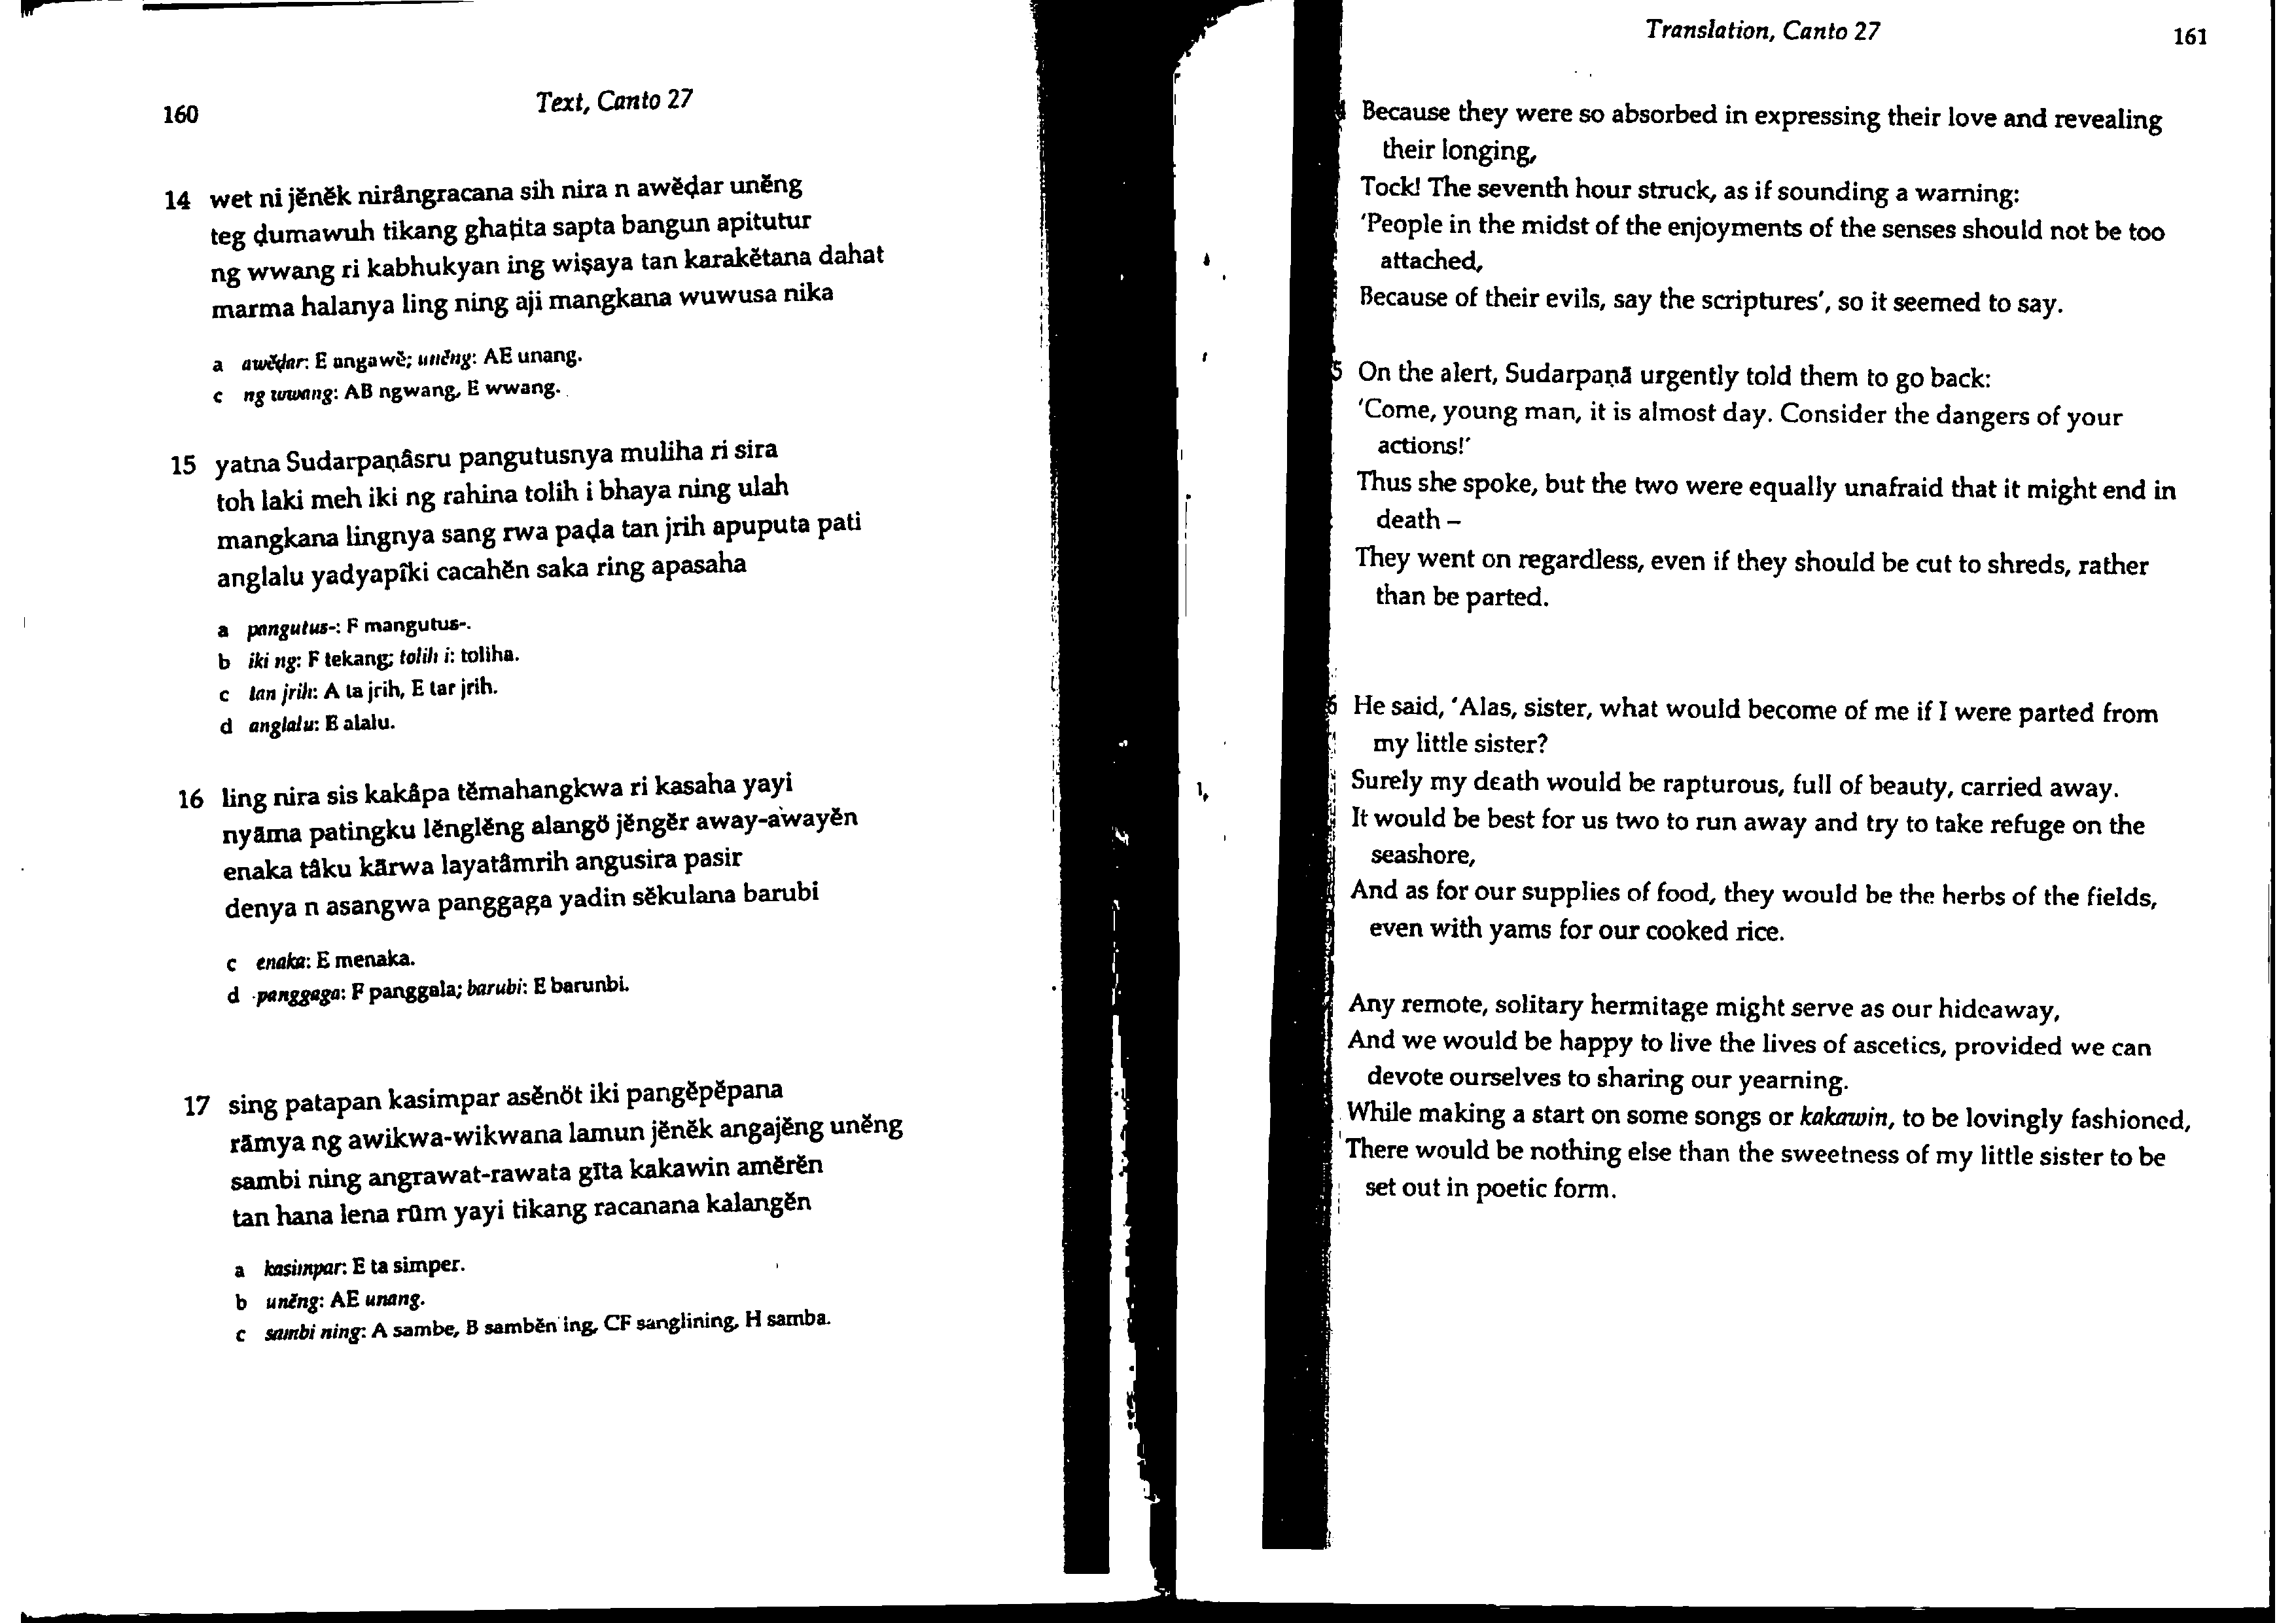 160
Text, Canto 27
14 wet ni jĕnĕk nirângracana sih nira n awĕḍar unĕng
teg ḍumawuh tikang ghaṭita sapta bangun apitutur
ng wwang ri kabhukyan ing wiṣaya tan karakĕtana dahat
marma halanya ling ning aji mangkana wuwusa nika
a awĕḍar: E angawĕ; unĕng: AE unang.
c ng wwang: AB ngwang, E wwang.
15 yatna Sudarpaṇâsru pangutusnya muliha ri sira
toh laki meh iki ng rahina tolih i bhaya ning ulah
mangkana lingnya sang rwa paḍa tan jrih apuputa pati
anglalu yadyapîki cacahĕn saka ring apasaha
a pangutus-: F mangutus-.
b iki ng: F tekang; tolih i: toliha.
c tan jrih: A ta jrih, E tar jrih.
d anglalu: E alalu.
16 ling nira sis kakâpa tĕmahangkwa ri kasaha yayi
nyāma patingku lĕnglĕng alangö jĕngĕr away-awayĕn
enaka tâku kārwa layatâmrih angusira pasir
denya n asangwa panggaga yadin sĕkulana barubi
c enaka: E menaka.
d panggaga: F panggala; barubi: E barunbi.
17 sing patapan kasimpar asĕnöt iki pangĕpĕpana
rāmya ng awikwa-wikwana lamun jĕnĕk angajĕng unĕng
sambi ning angrawat-rawata gīta kakawin amĕrĕn
tan hana lena rūm yayi tikang racanana kalangĕn
a kasimpar: E ta simper.
b unĕng: AE unang.
c sambi ning: A sambe, B sambĕn ing, CF sanglining, H samba.
Translation, Canto 27
161
Because they were so absorbed in expressing their love and revealing
their longing,
Tock! The seventh hour struck, as if sounding a warning:
'People in the midst of the enjoyments of the senses should not be too
attached,
Because of their evils, say the scriptures', so it seemed to say.
5 On the alert, Sudarpaṇā urgently told them to go back:
'Come, young man, it is almost day. Consider the dangers of your
actions!'
Thus she spoke, but the two were equally unafraid that it might end in
death –
They went on regardless, even if they should be cut to shreds, rather
than be parted.
6 He said, 'Alas, sister, what would become of me if I were parted from
my little sister?
Surely my death would be rapturous, full of beauty, carried away.
It would be best for us two to run away and try to take refuge on the
seashore,
And as for our supplies of food, they would be the herbs of the fields,
even with yams for our cooked rice.
Any remote, solitary hermitage might serve as our hideaway,
And we would be happy to live the lives of ascetics, provided we can
devote ourselves to sharing our yearning.
While making a start on some songs or kakawin, to be lovingly fashioned,
There would be nothing else than the sweetness of my little sister to be
set out in poetic form.